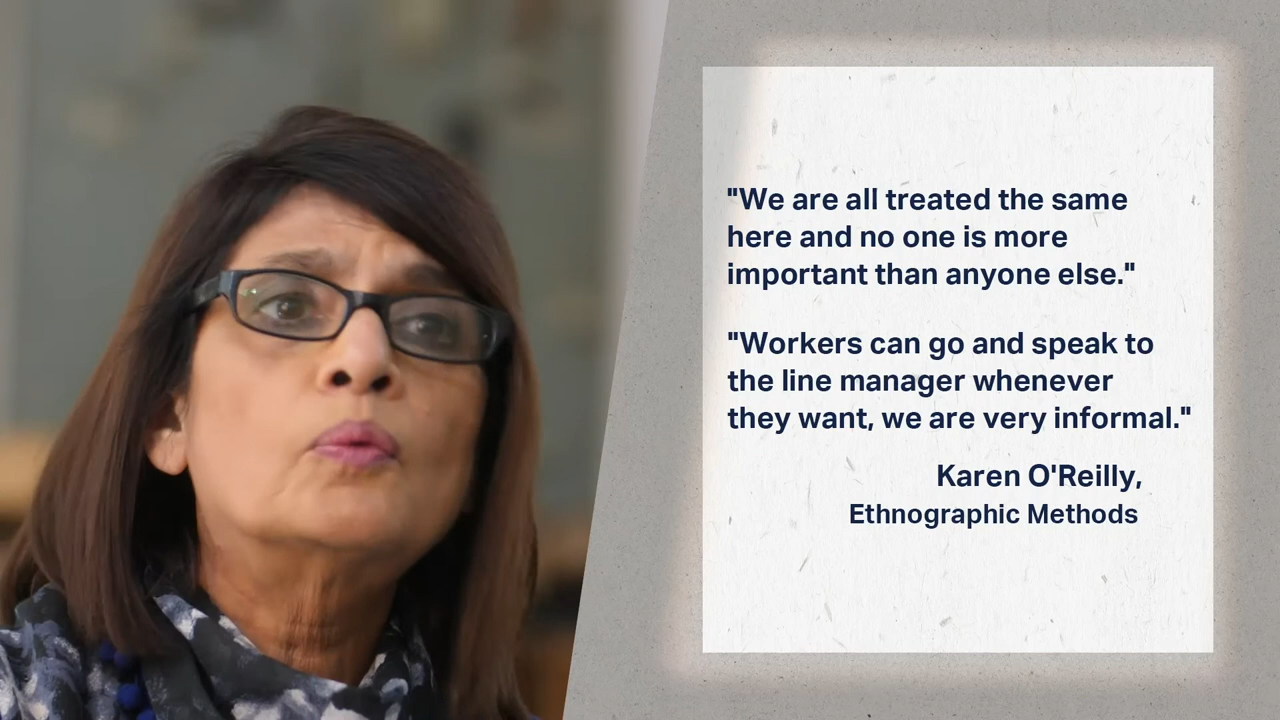 "We are all treated the same
here and no one is more
important than anyone else."
"Workers can go and speak to
the line manager whenever
they want, we are very informal."
Karen O'Reilly,
Ethnographic Methods